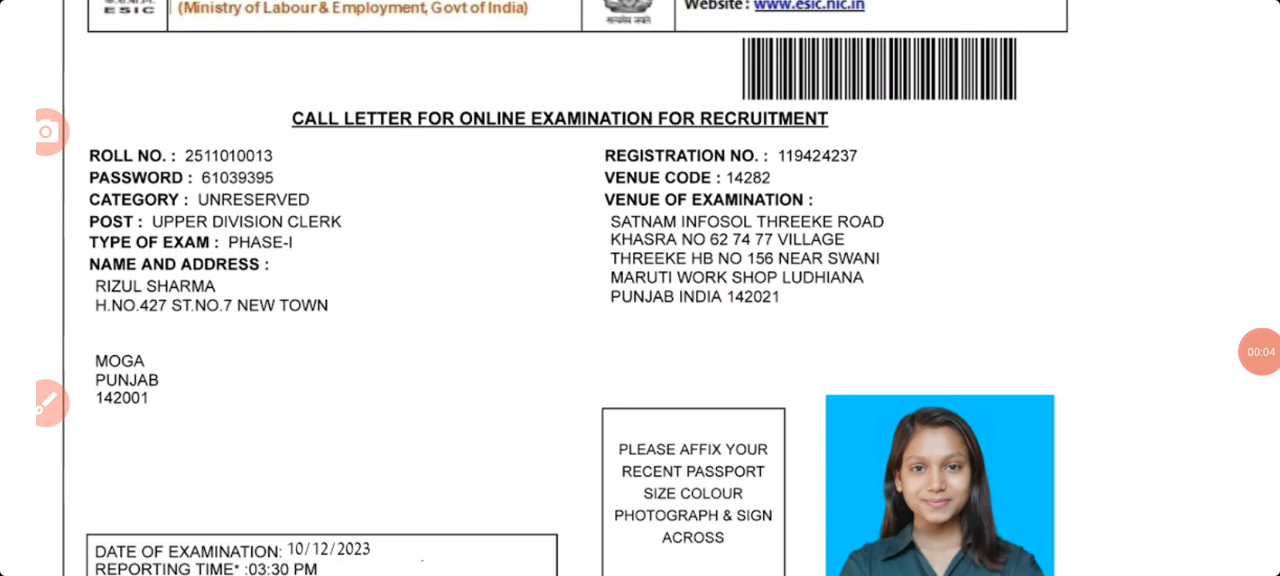 ESIC
(Ministry of Labour & Employment, Govt of India)
सत्यमेव जयते
Website : www.esic.nic.in
CALL LETTER FOR ONLINE EXAMINATION FOR RECRUITMENT
ROLL NO. : 2511010013
PASSWORD : 61039395
CATEGORY : UNRESERVED
POST : UPPER DIVISION CLERK
TYPE OF EXAM : PHASE-I
NAME AND ADDRESS :
RIZUL SHARMA
H.NO.427 ST.NO.7 NEW TOWN
MOGA
PUNJAB
142001
REGISTRATION NO. : 119424237
VENUE CODE : 14282
VENUE OF EXAMINATION :
SATNAM INFOSOL THREEKE ROAD
KHASRA NO 62 74 77 VILLAGE
THREEKE HB NO 156 NEAR SWANI
MARUTI WORK SHOP LUDHIANA
PUNJAB INDIA 142021
00:04
PLEASE AFFIX YOUR
RECENT PASSPORT
SIZE COLOUR
PHOTOGRAPH & SIGN
ACROSS
DATE OF EXAMINATION: 10/12/2023
REPORTING TIME* :03:30 PM